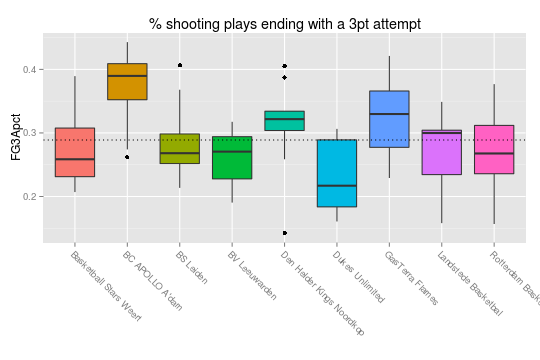 % shooting plays ending with a 3pt attempt
FG3Apct
0.4
0.3
0.2
Basketball Stars Weert
BC APOLLO A'dam
BS Leiden
BV Leeuwarden
Den Helder Kings Noordkop
Dukes Unlimited
GasTerra Flames
Landstede Basketbal
Rotterdam Bask